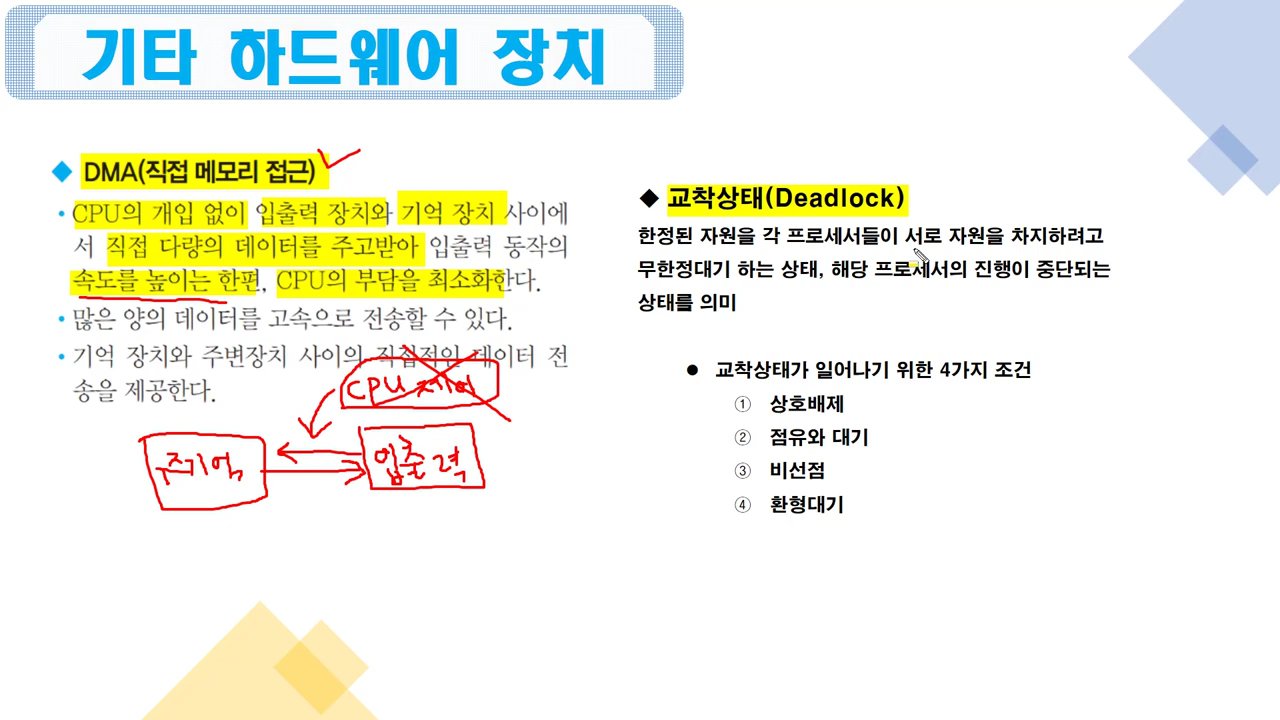 기타 하드웨어 장치
◆ DMA(직접 메모리 접근)
• CPU의 개입 없이 입출력 장치와 기억 장치 사이에
서 직접 다량의 데이터를 주고받아 입출력 동작의
속도를 높이는 한편, CPU의 부담을 최소화한다.
• 많은 양의 데이터를 고속으로 전송할 수 있다.
• 기억 장치와 주변장치 사이의 직접적인 데이터 전
송을 제공한다.
CPU 제어
주기억
입출력
◆ 교착상태(Deadlock)
한정된 자원을 각 프로세서들이 서로 자원을 차지하려고
무한정대기 하는 상태, 해당 프로세서의 진행이 중단되는
상태를 의미
● 교착상태가 일어나기 위한 4가지 조건
① 상호배제
② 점유와 대기
③ 비선점
④ 환형대기